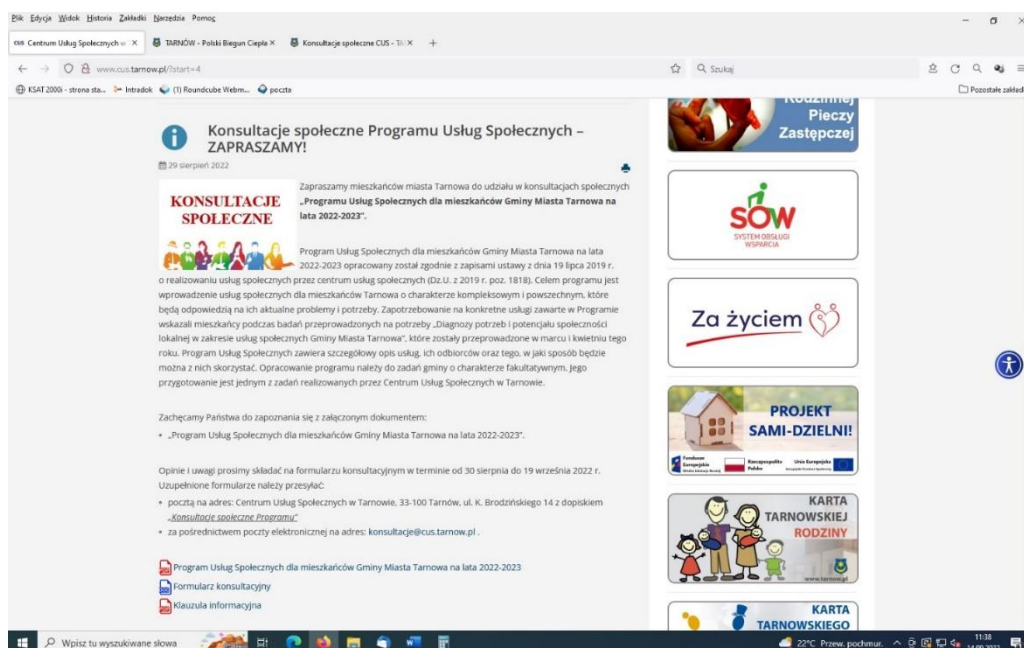 Plik Edycja Widok Historia Zakładki Narzędzia Pomoc
cus Centrum Usług Społecznych w
TARNÓW - Polski Biegun Ciepła
Konsultacje społeczne CUS -
www.cus.tarnow.pl/?start=4
Szukaj
KSAT 2000i - strona sta...
Intradok
(1) Roundcube Webm...
poczta
Pozostałe zakład
Rodzinnej
Pieczy
Zastępczej
Konsultacje społeczne Programu Usług Społecznych –
ZAPRASZAMY!
29 sierpień 2022
KONSULTACJE
SPOŁECZNE
Zapraszamy mieszkańców miasta Tarnowa do udziału w konsultacjach społecznych
„Programu Usług Społecznych dla mieszkańców Gminy Miasta Tarnowa na
lata 2022-2023”.
Program Usług Społecznych dla mieszkańców Gminy Miasta Tarnowa na lata
2022-2023 opracowany został zgodnie z zapisami ustawy z dnia 19 lipca 2019 r.
o realizowaniu usług społecznych przez centrum usług społecznych (Dz.U. z 2019 r. poz. 1818). Celem programu jest
wprowadzenie usług społecznych dla mieszkańców Tarnowa o charakterze kompleksowym i powszechnym, które
będą odpowiedzią na ich aktualne problemy i potrzeby. Zapotrzebowanie na konkretne usługi zawarte w Programie
wskazali mieszkańcy podczas badań przeprowadzonych na potrzeby „Diagnozy potrzeb i potencjału społeczności
lokalnej w zakresie usług społecznych Gminy Miasta Tarnowa”, które zostały przeprowadzone w marcu i kwietniu tego
roku. Program Usług Społecznych zawiera szczegółowy opis usług, ich odbiorców oraz tego, w jaki sposób będzie
można z nich skorzystać. Opracowanie programu należy do zadań gminy o charakterze fakultatywnym. Jego
przygotowanie jest jednym z zadań realizowanych przez Centrum Usług Społecznych w Tarnowie.
Zachęcamy Państwa do zapoznania się z załączonym dokumentem:
• „Program Usług Społecznych dla mieszkańców Gminy Miasta Tarnowa na lata 2022-2023”.
Opinie i uwagi prosimy składać na formularzu konsultacyjnym w terminie od 30 sierpnia do 19 września 2022 r.
Uzupełnione formularze należy przesyłać:
• pocztą na adres: Centrum Usług Społecznych w Tarnowie, 33-100 Tarnów, ul. K. Brodzińskiego 14 z dopiskiem
„Konsultacje społeczne Programu”
• za pośrednictwem poczty elektronicznej na adres: konsultacje@cus.tarnow.pl .
Program Usług Społecznych dla mieszkańców Gminy Miasta Tarnowa na lata 2022-2023
Formularz konsultacyjny
Klauzula informacyjna
SOW
SYSTEM OBSŁUGI
WSPARCIA
Za życiem
PROJEKT
SAMI-DZIELNI!
Fundusze
Europejskie
Rzeczpospolita
Polska
Unia Europejska
KARTA
TARNOWSKIEJ
RODZINY
www.tarnow.pl
KARTA
TARNOWSKIEGO
Wpisz tu wyszukiwane słowa
22°C Przew. pochmur.
11:38
14.09.2022